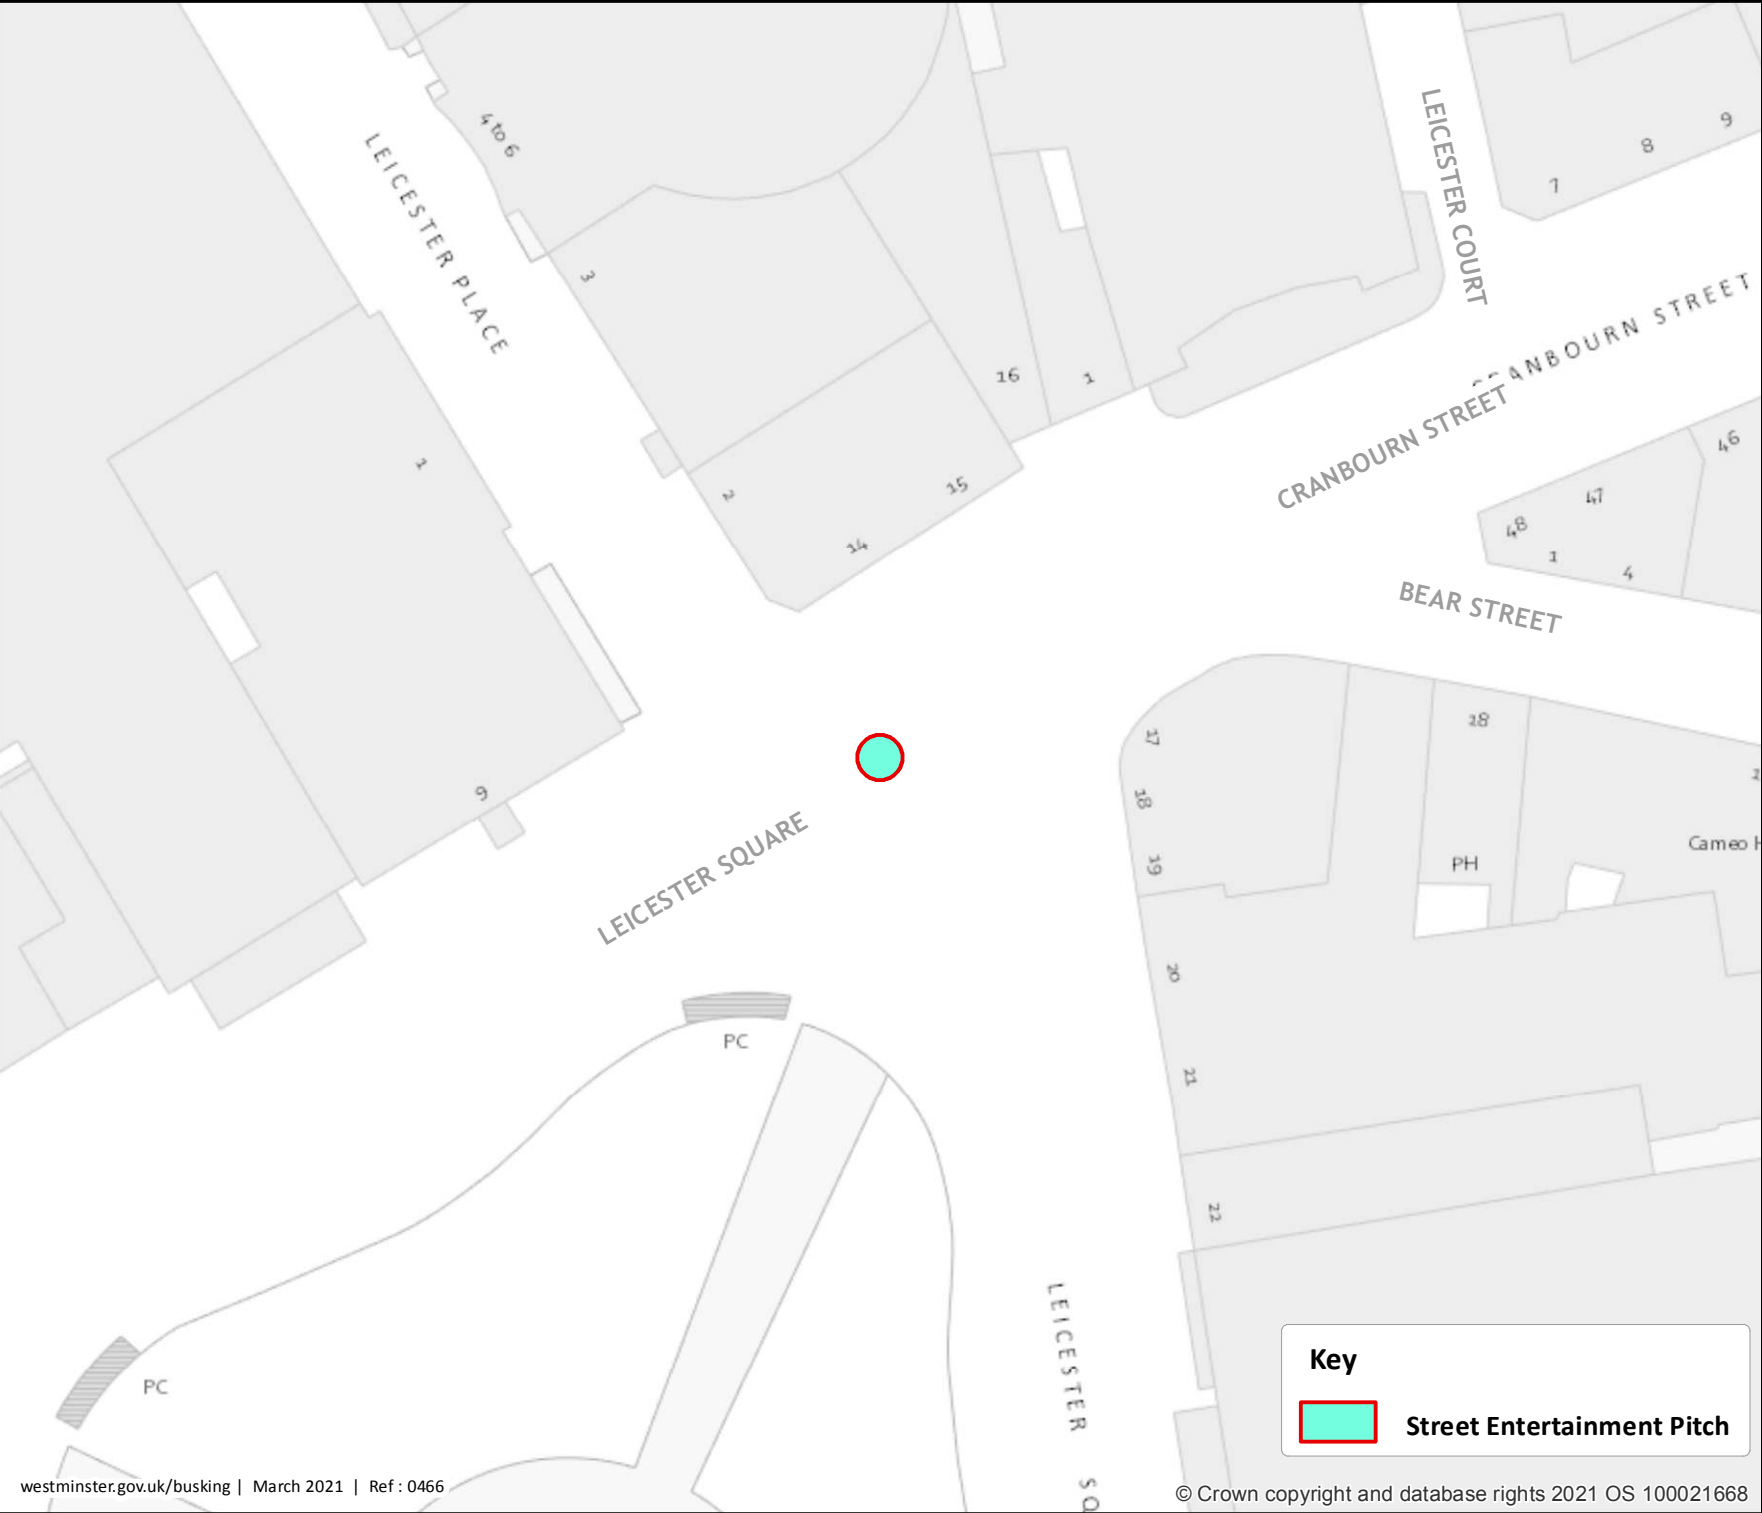 4 to 6
LEICESTER PLACE
3
LEICESTER COURT
7
8
9
CRANBOURN STREET
CRANBOURN STREET
16
1
1
2
14
15
46
47
48
1
4
BEAR STREET
17
18
19
18
PH
Cameo H
9
LEICESTER SQUARE
20
21
22
PC
PC
LEICESTER SQ
Key
Street Entertainment Pitch
westminster.gov.uk/busking | March 2021 | Ref : 0466
© Crown copyright and database rights 2021 OS 100021668